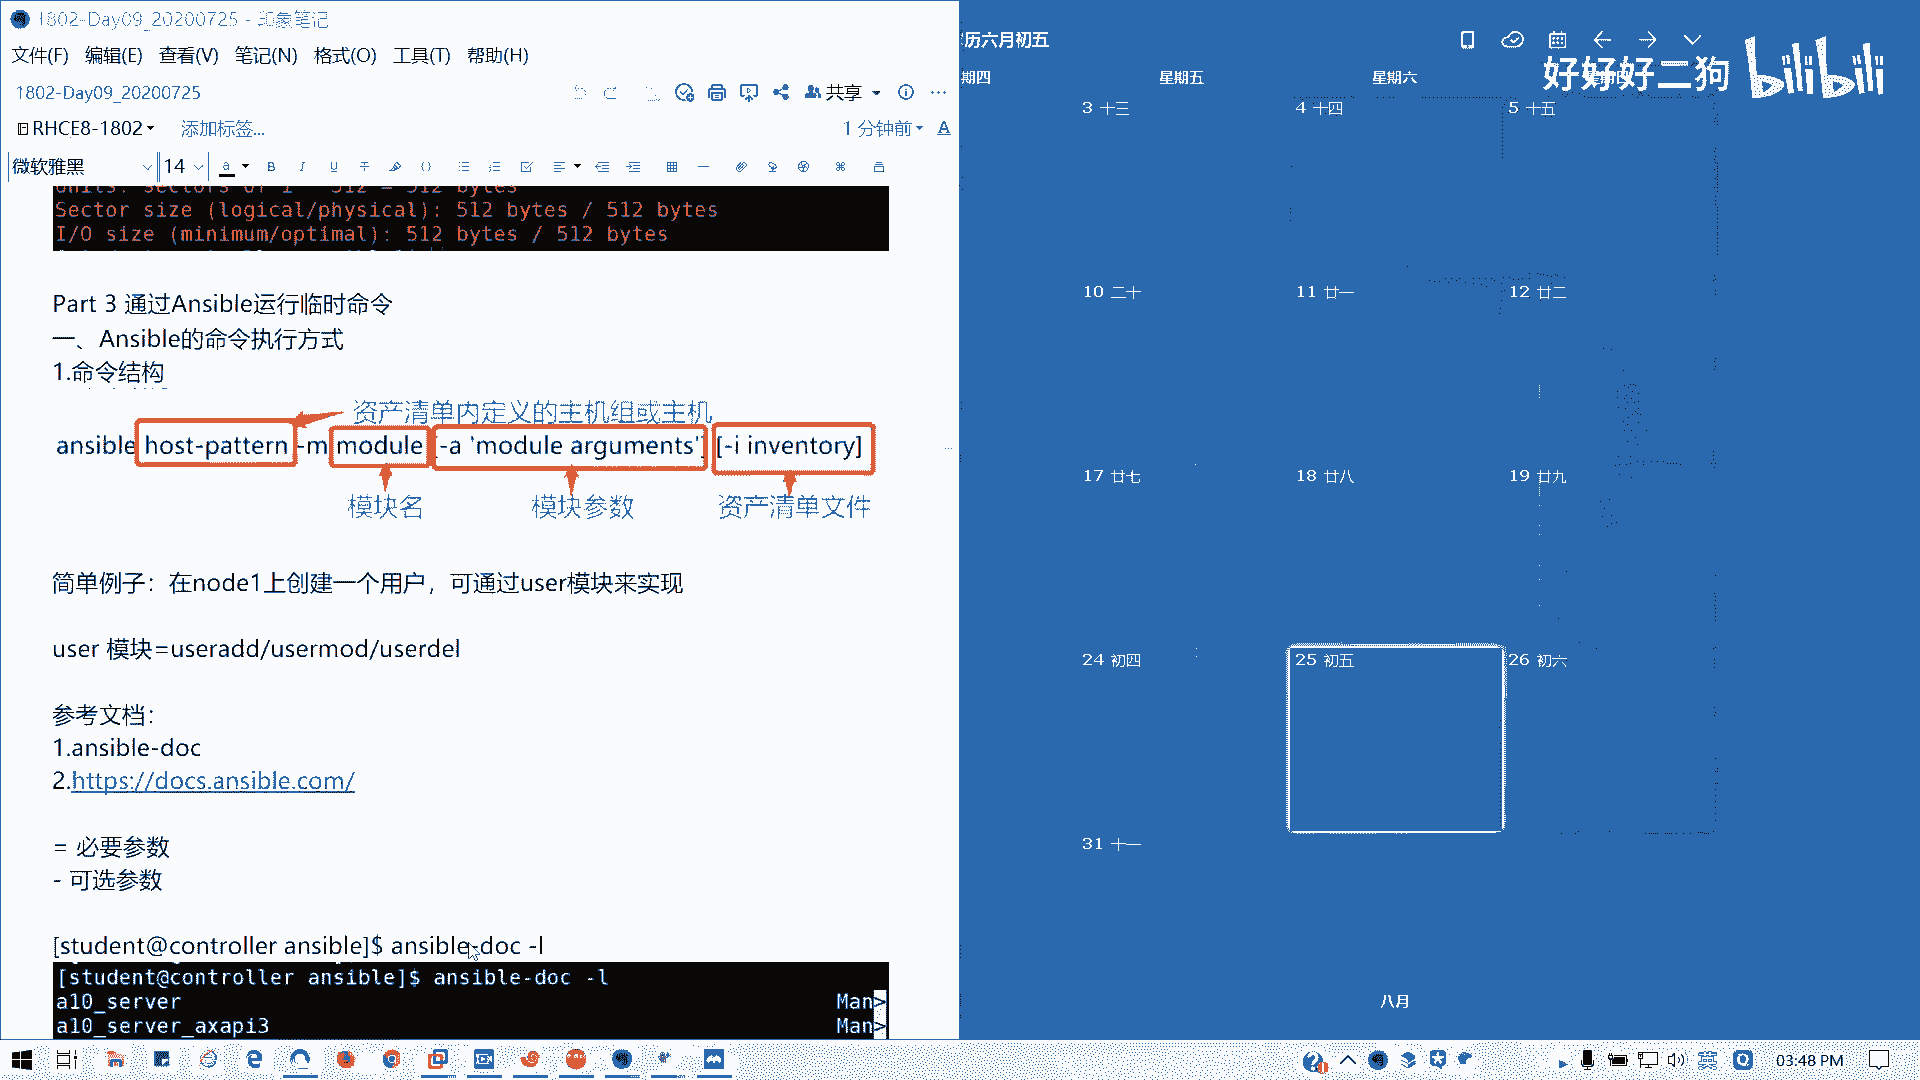 1802-Day09_20200725 - 印象笔记
文件(F) 编辑(E) 查看(V) 笔记(N) 格式(O) 工具(T) 帮助(H)
1802-Day09_20200725
共享
RHCE8-1802
添加标签...
1 分钟前
微软雅黑
14
Units: sectors of 1 * 512 = 512 bytes
Sector size (logical/physical): 512 bytes / 512 bytes
I/O size (minimum/optimal): 512 bytes / 512 bytes
Part 3 通过Ansible运行临时命令
一、Ansible的命令执行方式
1.命令结构
资产清单内定义的主机组或主机
ansible host-pattern -m module [-a 'module arguments'] [-i inventory]
模块名 模块参数 资产清单文件
简单例子：在node1上创建一个用户，可通过user模块来实现
user 模块=useradd/usermod/userdel
参考文档：
1.ansible-doc
2.https://docs.ansible.com/
= 必要参数
- 可选参数
[student@controller ansible]$ ansible-doc -l
[student@controller ansible]$ ansible-doc -l
a10_server Man>
a10_server_axapi3 Man>
历六月初五
期四 星期五 星期六
好好好二狗 bilibili
3 十三 4 十四 5 十五
10 二十 11 廿一 12 廿二
17 廿七 18 廿八 19 廿九
24 初四 25 初五 26 初六
31 十一
八月
英
03:48 PM